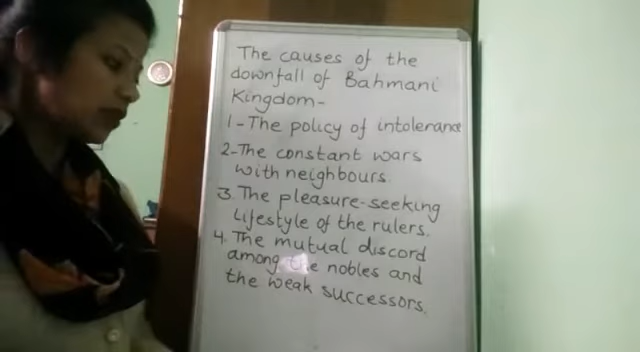 The causes of the
downfall of Bahmani
Kingdom-
1-The policy of intolerance
2-The constant wars
with neighbours.
3. The pleasure-seeking
lifestyle of the rulers.
4. The mutual discord
among the nobles and
the weak successors.